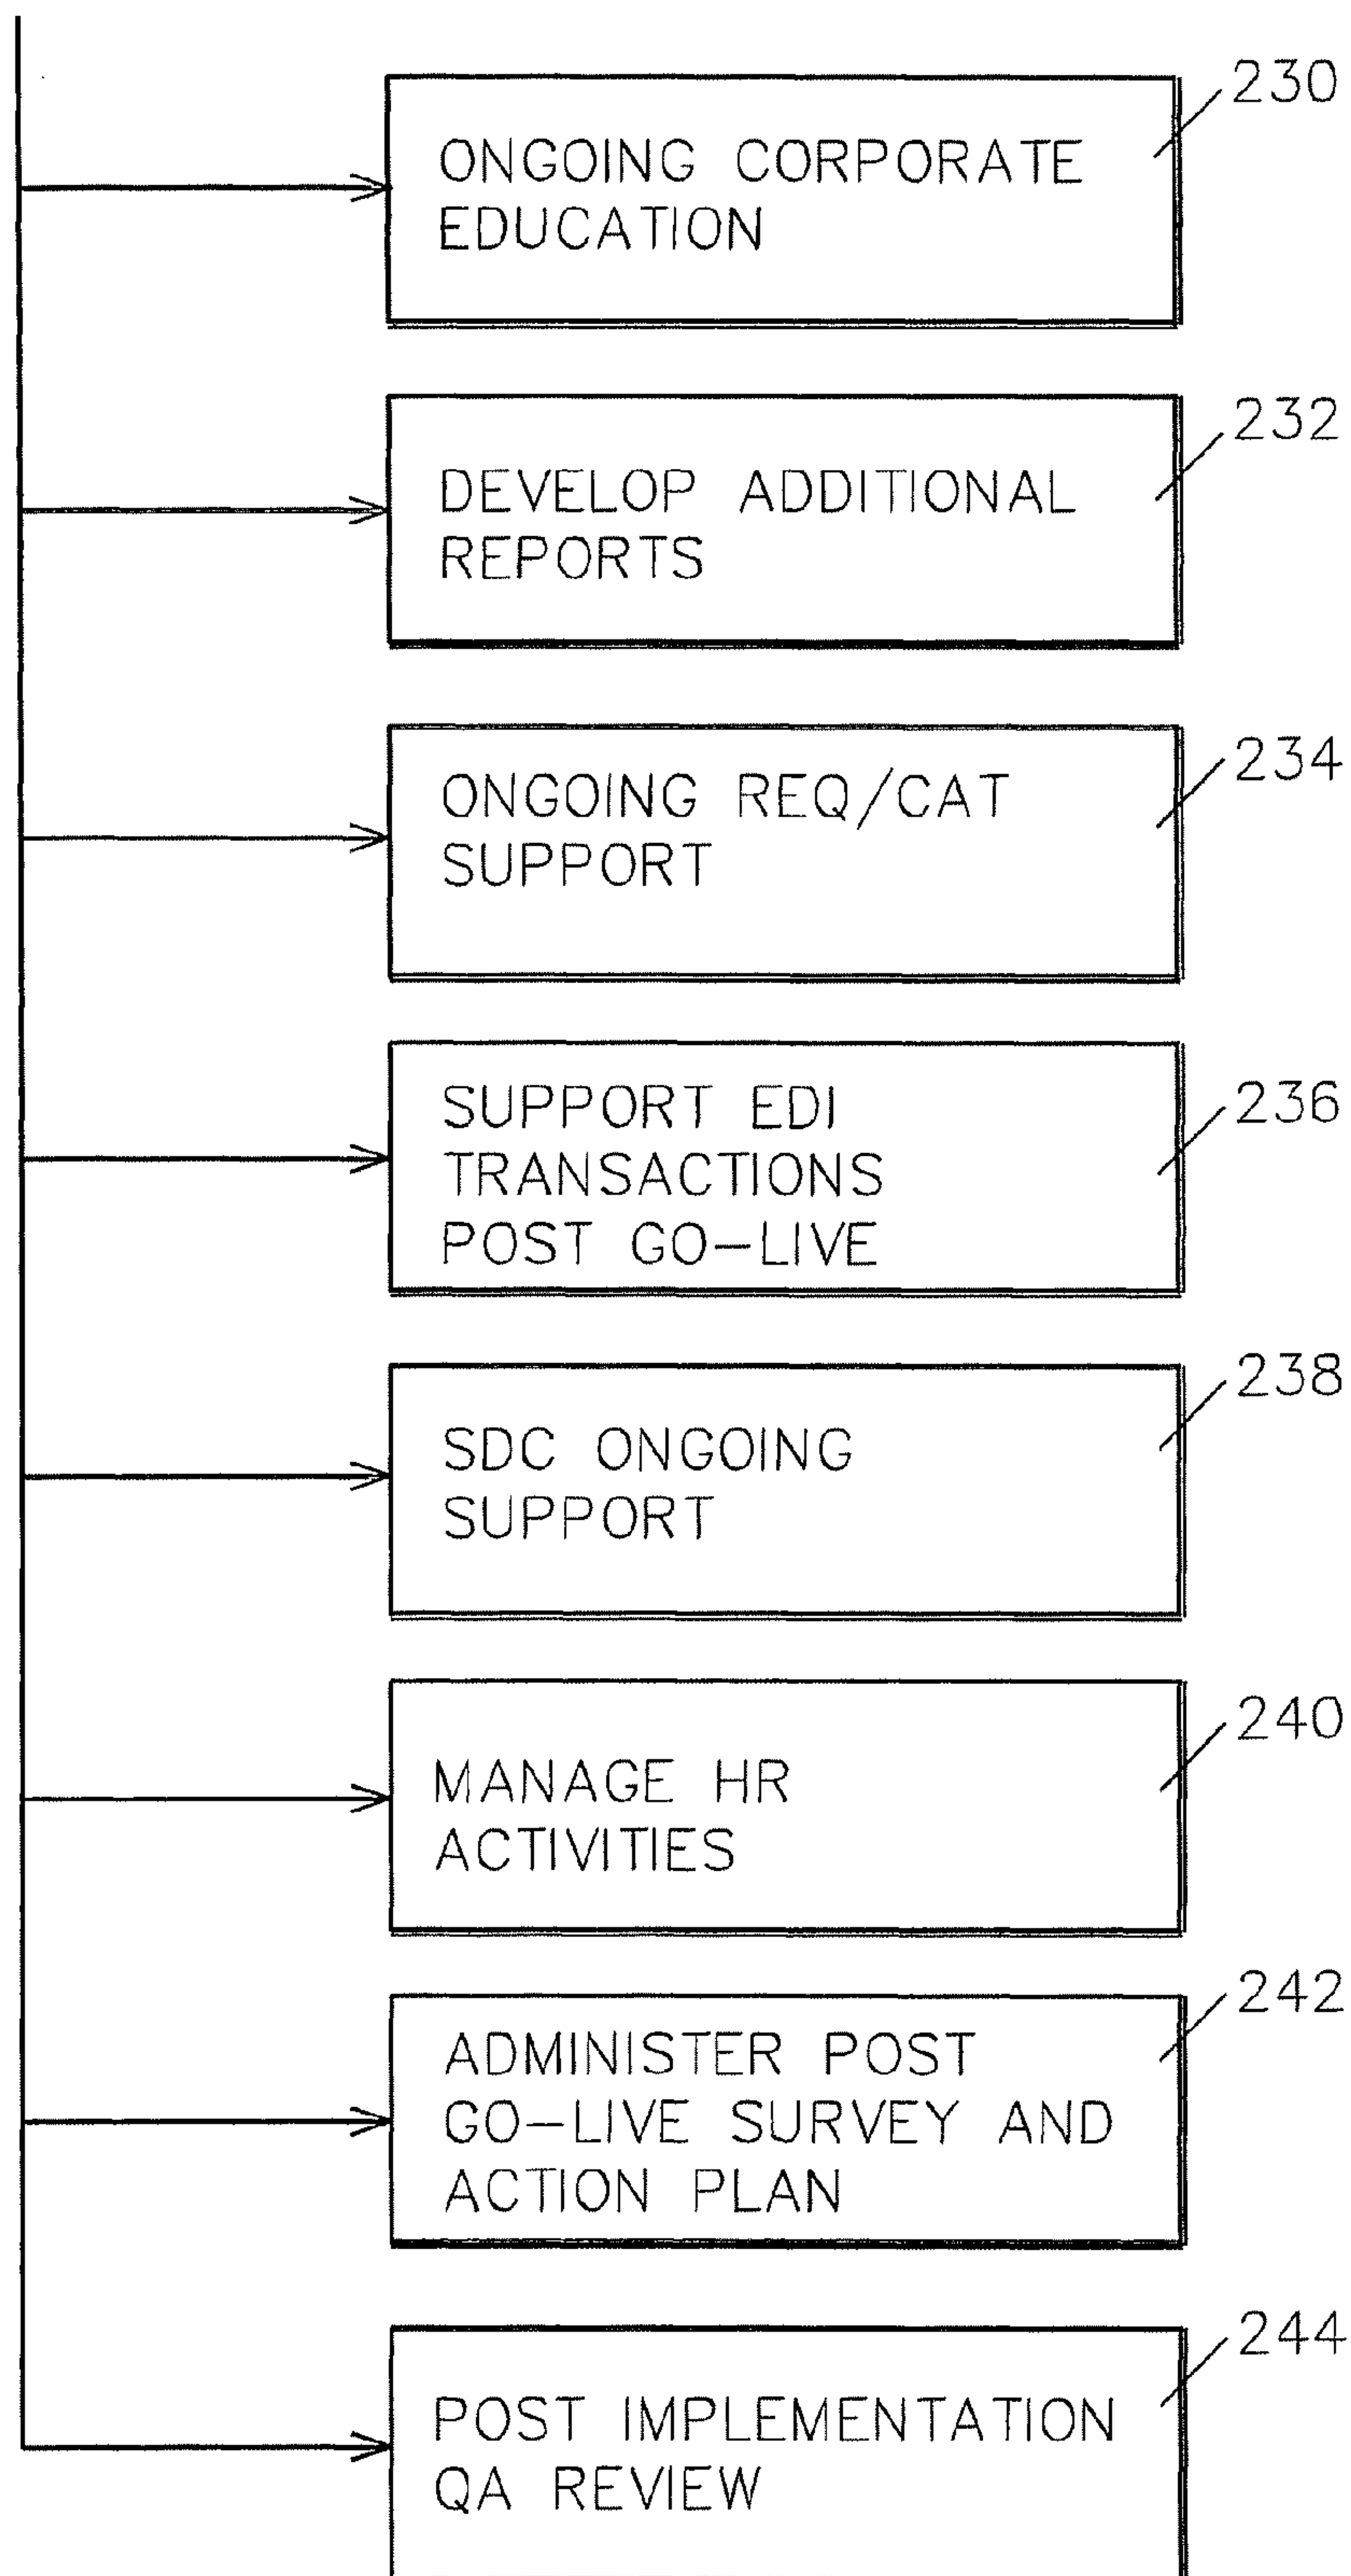 230
ONGOING CORPORATE
EDUCATION
232
DEVELOP ADDITIONAL
REPORTS
234
ONGOING REQ/CAT
SUPPORT
236
SUPPORT EDI
TRANSACTIONS
POST GO-LIVE
238
SDC ONGOING
SUPPORT
240
MANAGE HR
ACTIVITIES
242
ADMINISTER POST
GO-LIVE SURVEY AND
ACTION PLAN
244
POST IMPLEMENTATION
QA REVIEW